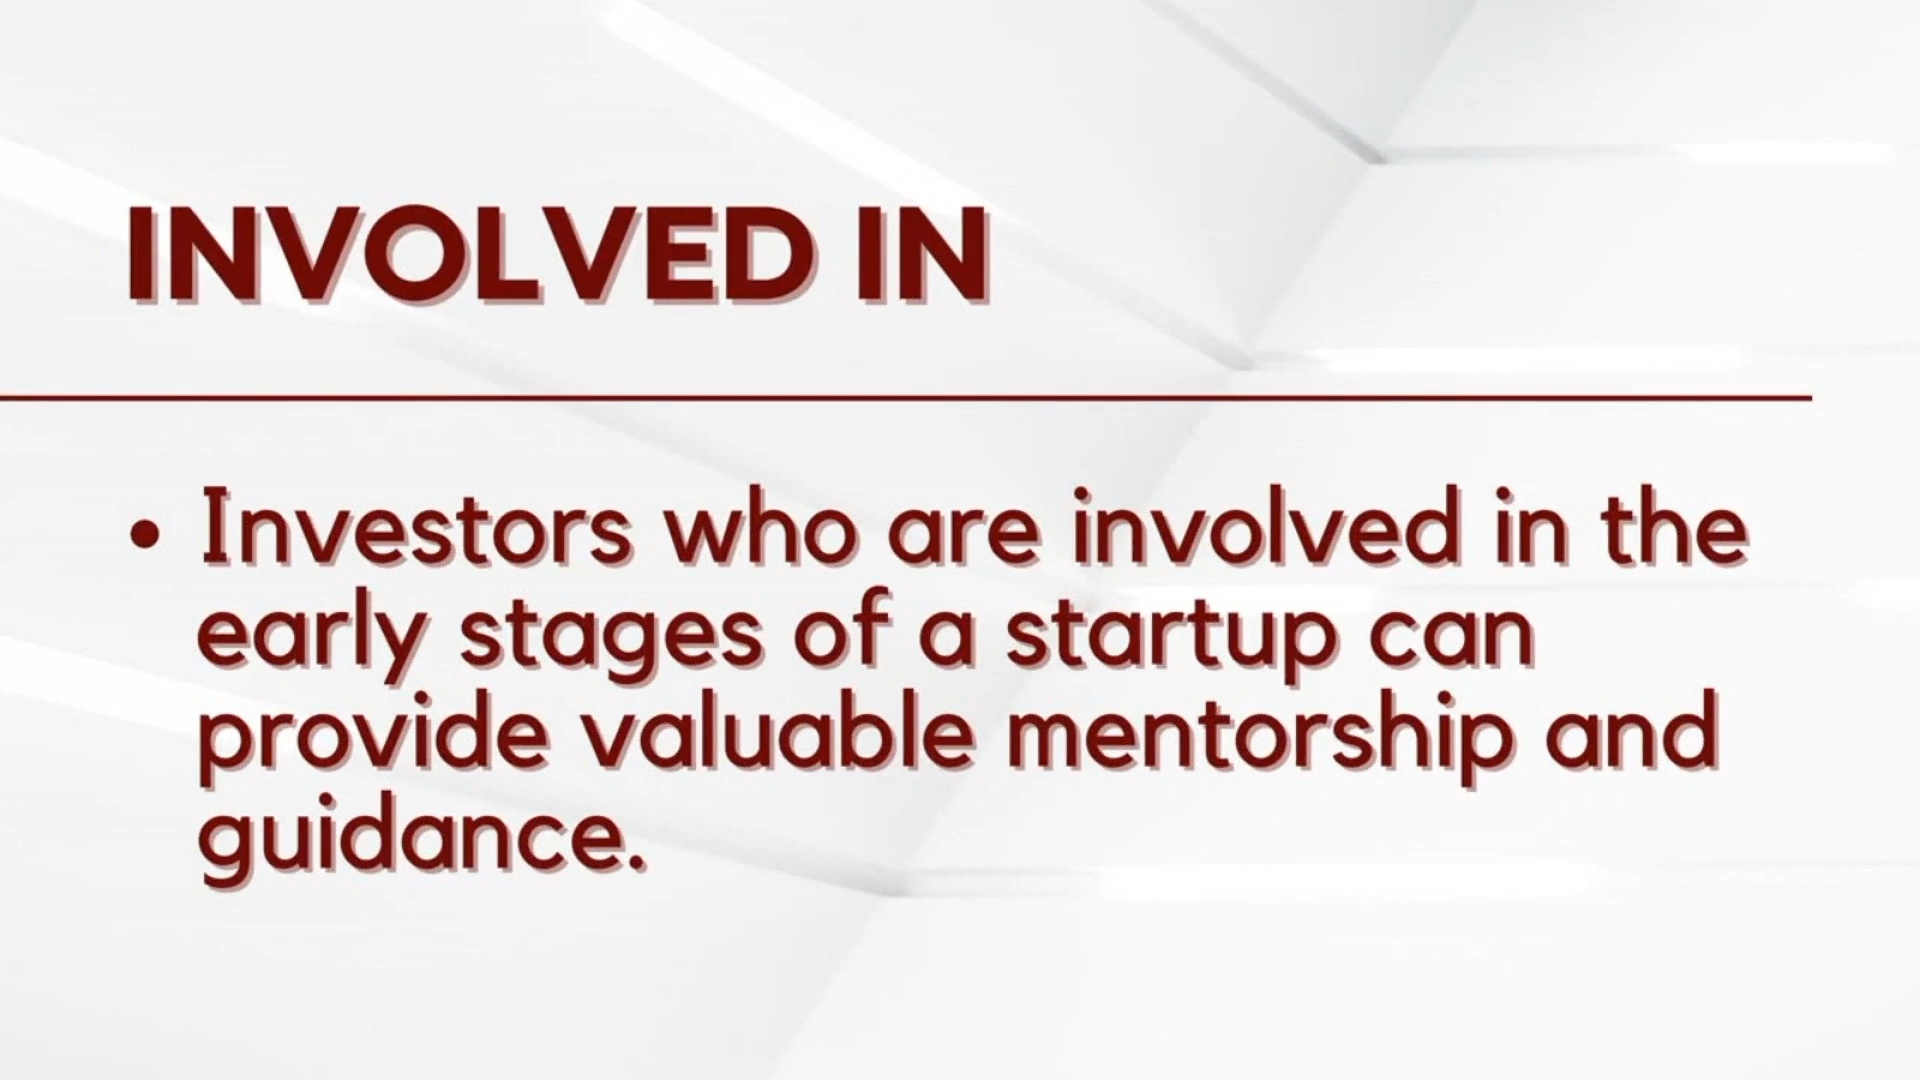 INVOLVED IN
• Investors who are involved in the
early stages of a startup can
provide valuable mentorship and
guidance.